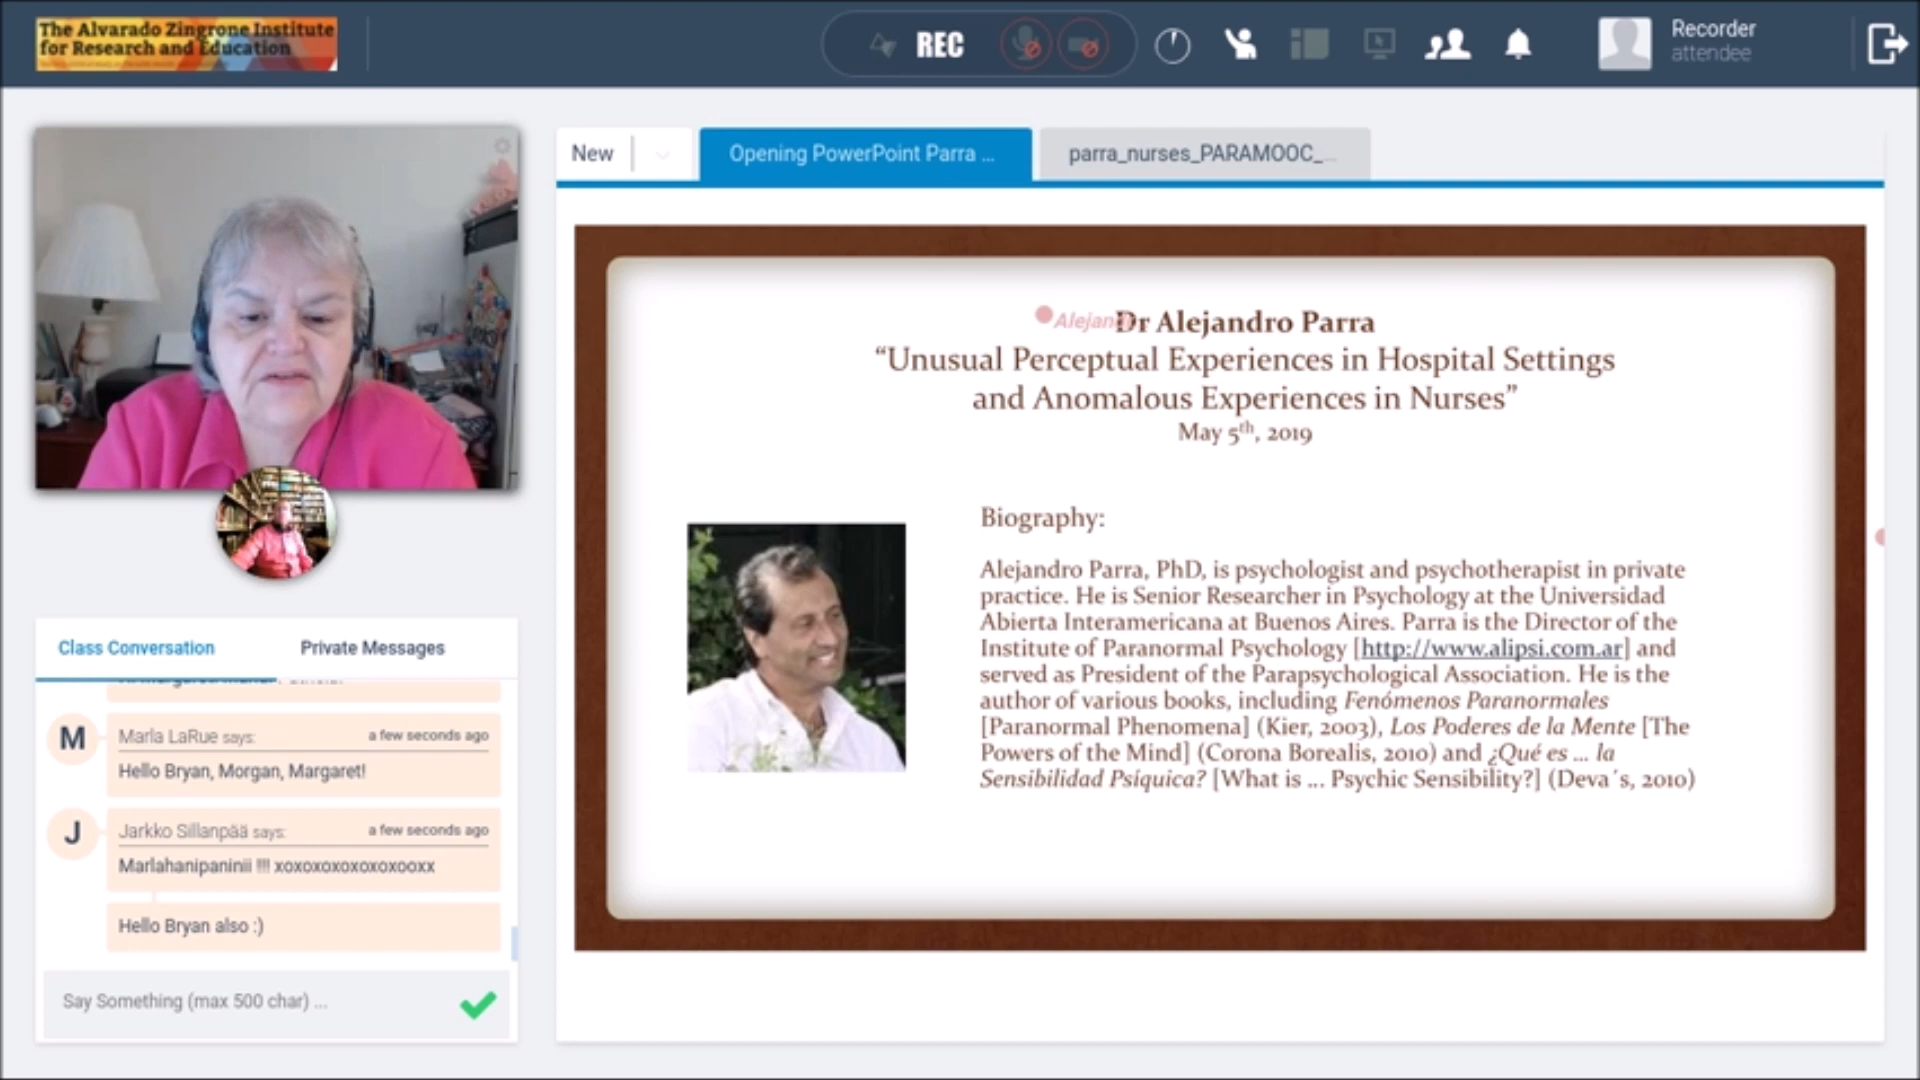 The Alvarado Zingrone Institute
for Research and Education
REC
Recorder
attendee
New
Opening PowerPoint Parra ...
parra_nurses_PARAMOOC_...
Alejan
Dr Alejandro Parra
“Unusual Perceptual Experiences in Hospital Settings
and Anomalous Experiences in Nurses”
May 5th, 2019
Biography:
Alejandro Parra, PhD, is psychologist and psychotherapist in private
practice. He is Senior Researcher in Psychology at the Universidad
Abierta Interamericana at Buenos Aires. Parra is the Director of the
Institute of Paranormal Psychology [http://www.alipsi.com.ar] and
served as President of the Parapsychological Association. He is the
author of various books, including Fenómenos Paranormales
[Paranormal Phenomena] (Kier, 2003), Los Poderes de la Mente [The
Powers of the Mind] (Corona Borealis, 2010) and ¿Qué es ... la
Sensibilidad Psiquica? [What is ... Psychic Sensibility?] (Deva´s, 2010)
Class Conversation
Private Messages
M
Marla LaRue says:
a few seconds ago
Hello Bryan, Morgan, Margaret!
J
Jarkko Sillanpää says:
a few seconds ago
Marlahanipaninii !!! xoxoxoxoxoxoxooxx
Hello Bryan also :)
Say Something (max 500 char) ...